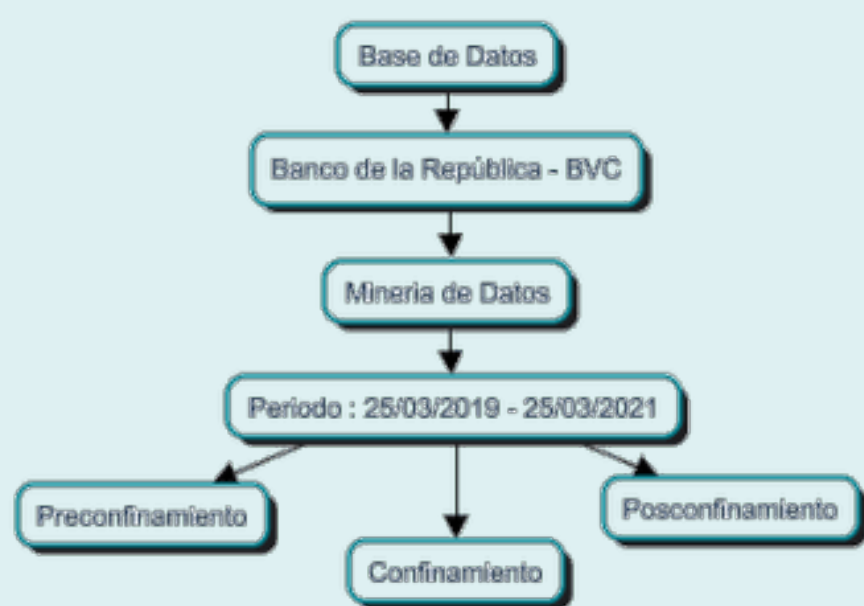 Base de Datos
Banco de la República - BVC
Mineria de Datos
Periodo : 25/03/2019 - 25/03/2021
Preconfinamiento
Posconfinamiento
Confinamiento